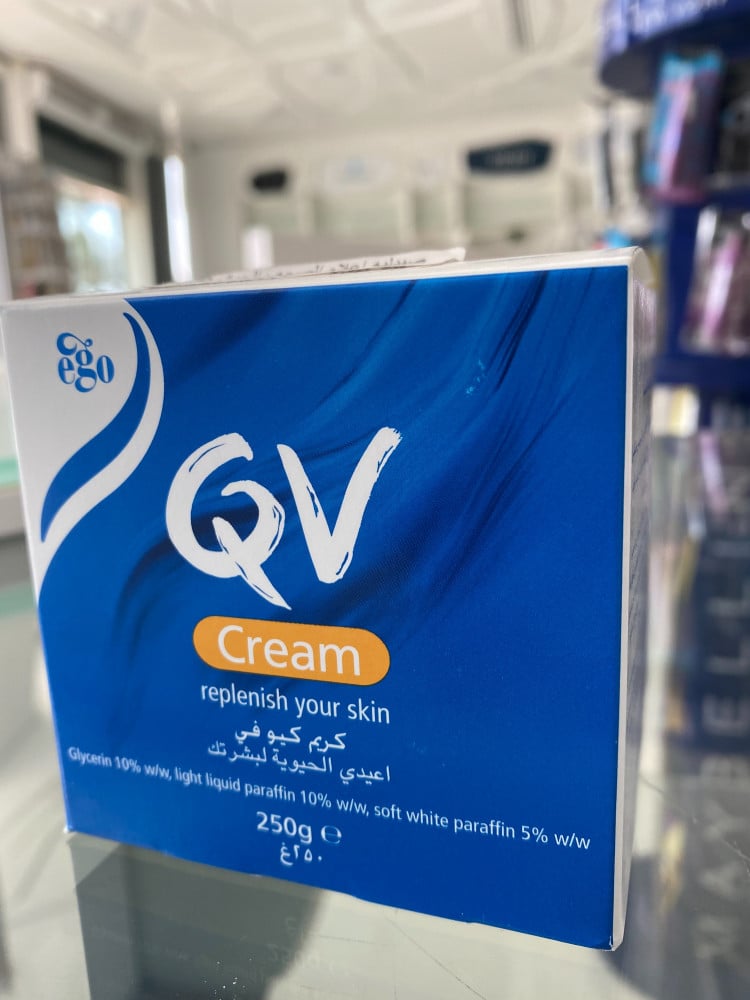 ego
QV
Cream
replenish your skin
كريم كيو في
اعيدي الحيوية لبشرتك
Glycerin 10% w/w, light liquid paraffin 10% w/w, soft white paraffin 5% w/w
250g ℮
٢٥٠غ
MAYBELLINE